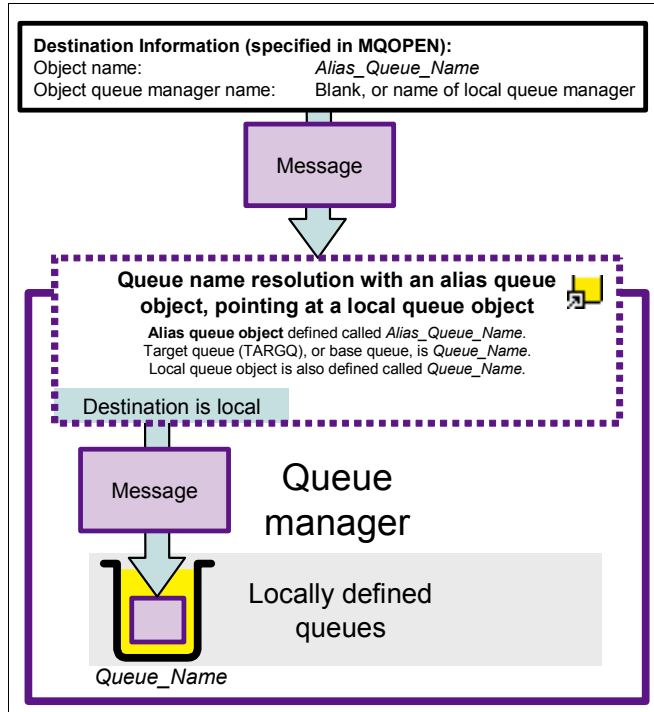 Destination Information (specified in MQOPEN):
Object name: Alias_Queue_Name
Object queue manager name: Blank, or name of local queue manager
Message
Queue name resolution with an alias queue
object, pointing at a local queue object
Alias queue object defined called Alias_Queue_Name.
Target queue (TARGQ), or base queue, is Queue_Name.
Local queue object is also defined called Queue_Name.
Destination is local
Message
Queue
manager
Locally defined
queues
Queue_Name